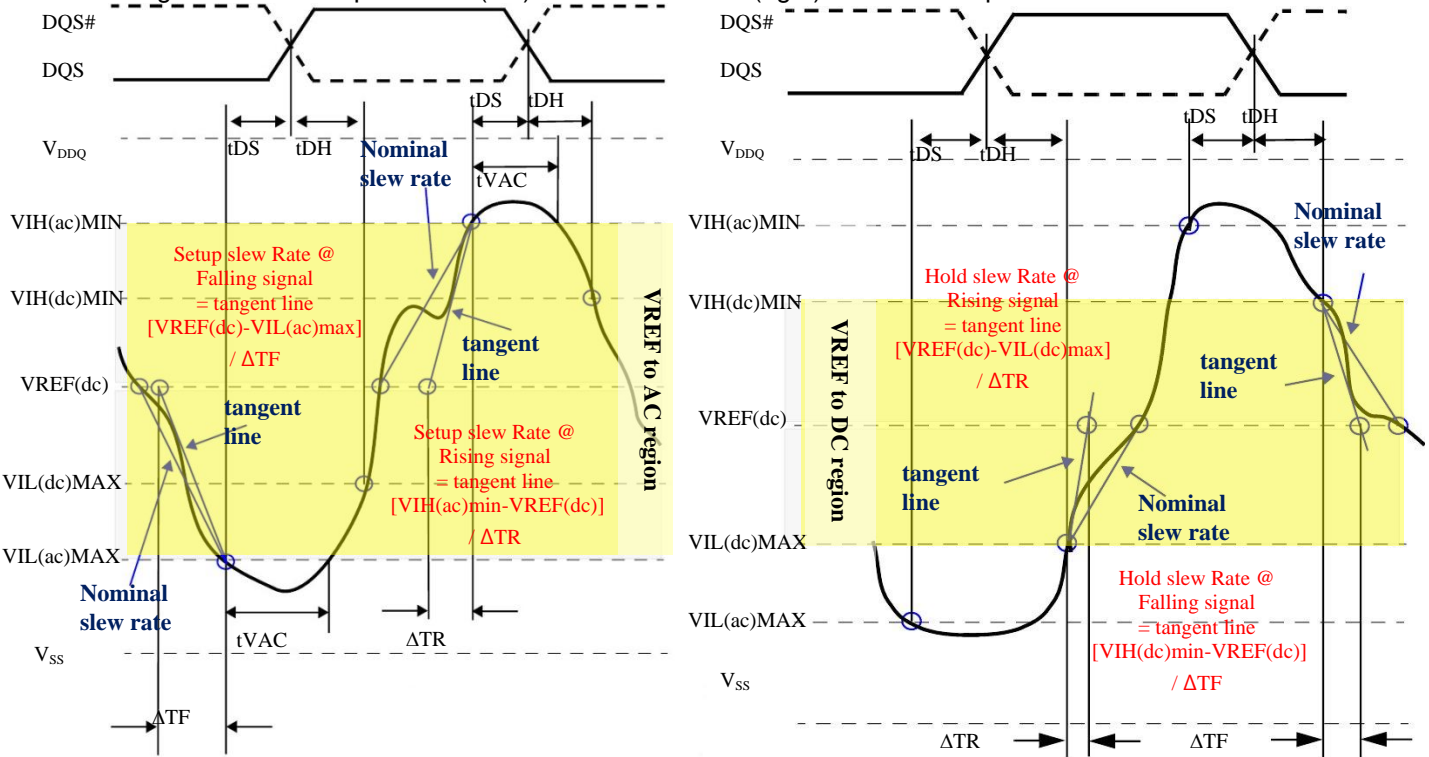 DQS#
DQS
tDS
tDH
tDS
tDH
VDDQ
Nominal
slew rate
tVAC
VIH(ac)MIN
Setup slew Rate @
Falling signal
= tangent line
[VREF(dc)-VIL(ac)max]
/ ΔTF
VIH(dc)MIN
tangent
line
VREF(dc)
tangent
line
VREF to AC region
Setup slew Rate @
Rising signal
= tangent line
[VIH(ac)min-VREF(dc)]
/ ΔTR
VIL(dc)MAX
VIL(ac)MAX
Nominal
slew rate
tVAC
ΔTR
VSS
ΔTF
DQS#
DQS
tDS
tDH
tDS
tDH
VDDQ
VIH(ac)MIN
Nominal
slew rate
Hold slew Rate @
Rising signal
= tangent line
[VREF(dc)-VIL(dc)max]
/ ΔTR
VIH(dc)MIN
VREF to DC region
tangent
line
VREF(dc)
tangent
line
Nominal
slew rate
VIL(dc)MAX
Hold slew Rate @
Falling signal
= tangent line
[VIH(dc)min-VREF(dc)]
/ ΔTF
VIL(ac)MAX
VSS
ΔTR
ΔTF